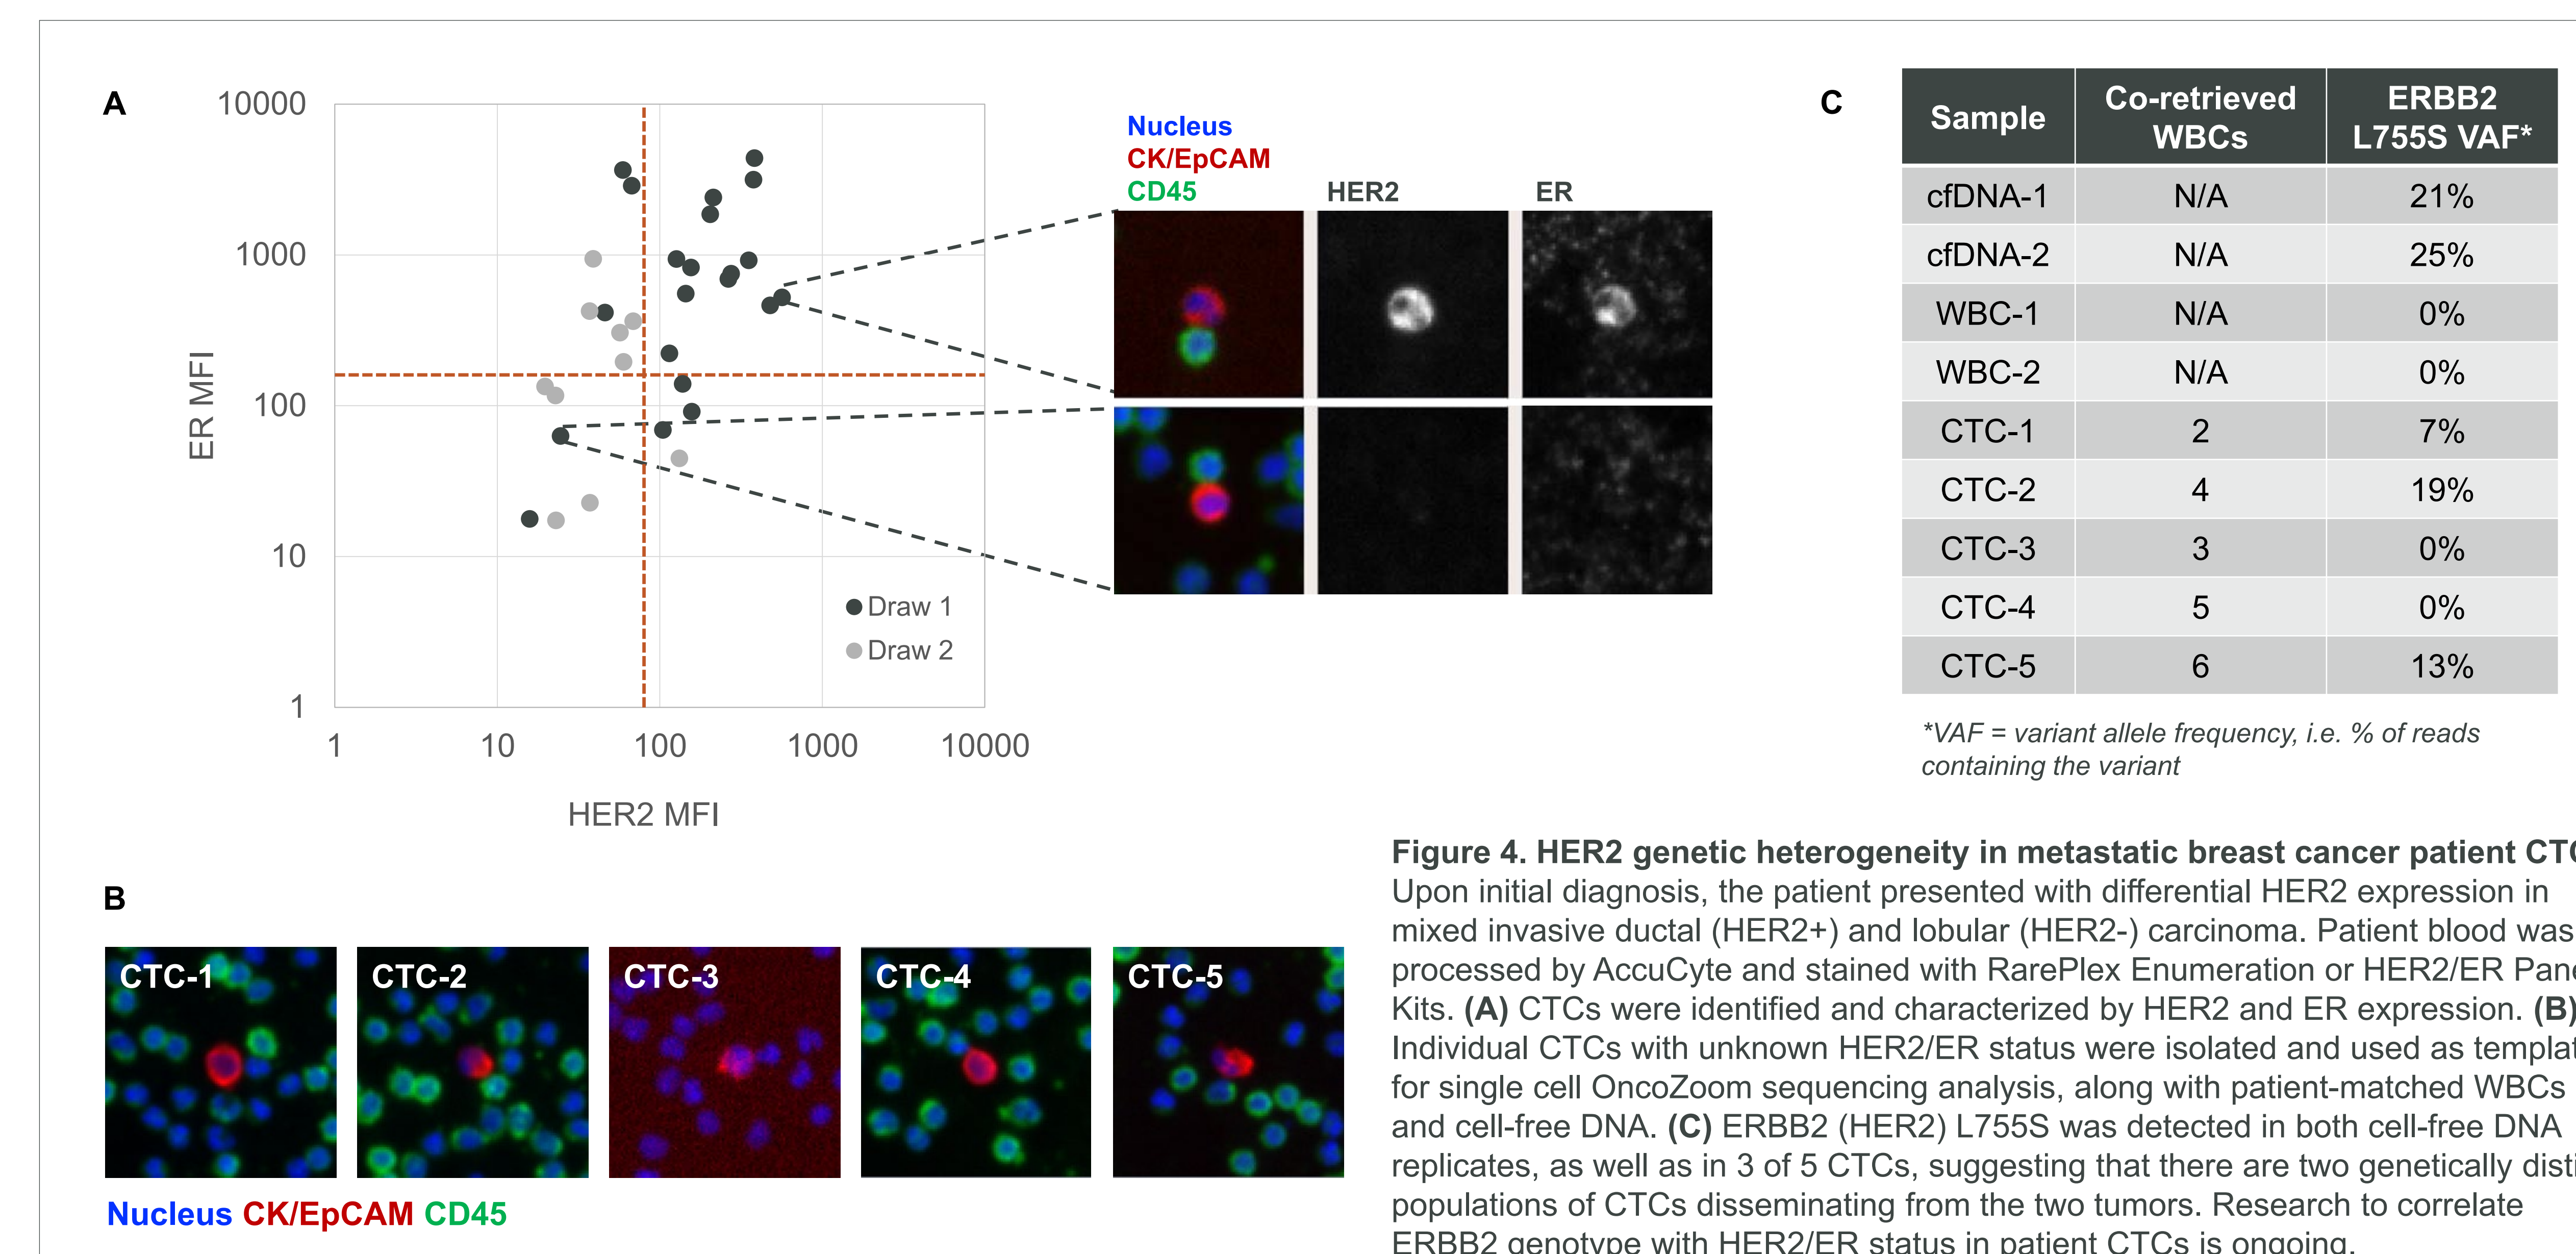 A
10000
1000
100
10
1
ER MFI
1
10
100
1000
10000
HER2 MFI
Draw 1
Draw 2
Nucleus
CK/EpCAM
CD45
HER2
ER
C
Sample Co-retrieved WBCs ERBB2 L755S VAF*
cfDNA-1 N/A 21%
cfDNA-2 N/A 25%
WBC-1 N/A 0%
WBC-2 N/A 0%
CTC-1 2 7%
CTC-2 4 19%
CTC-3 3 0%
CTC-4 5 0%
CTC-5 6 13%
*VAF = variant allele frequency, i.e. % of reads
containing the variant
B
CTC-1
CTC-2
CTC-3
CTC-4
CTC-5
Nucleus CK/EpCAM CD45
Figure 4. HER2 genetic heterogeneity in metastatic breast cancer patient
Upon initial diagnosis, the patient presented with differential HER2 expression in
mixed invasive ductal (HER2+) and lobular (HER2-) carcinoma. Patient blood was
processed by AccuCyte and stained with RarePlex Enumeration or HER2/ER
Kits. (A) CTCs were identified and characterized by HER2 and ER expression. (B)
Individual CTCs with unknown HER2/ER status were isolated and used as
for single cell OncoZoom sequencing analysis, along with patient-matched WBCs
and cell-free DNA. (C) ERBB2 (HER2) L755S was detected in both cell-free DNA
replicates, as well as in 3 of 5 CTCs, suggesting that there are two genetically
populations of CTCs disseminating from the two tumors. Research to correlate
ERBB2 genotype with HER2/ER status in patient CTCs is ongoing.